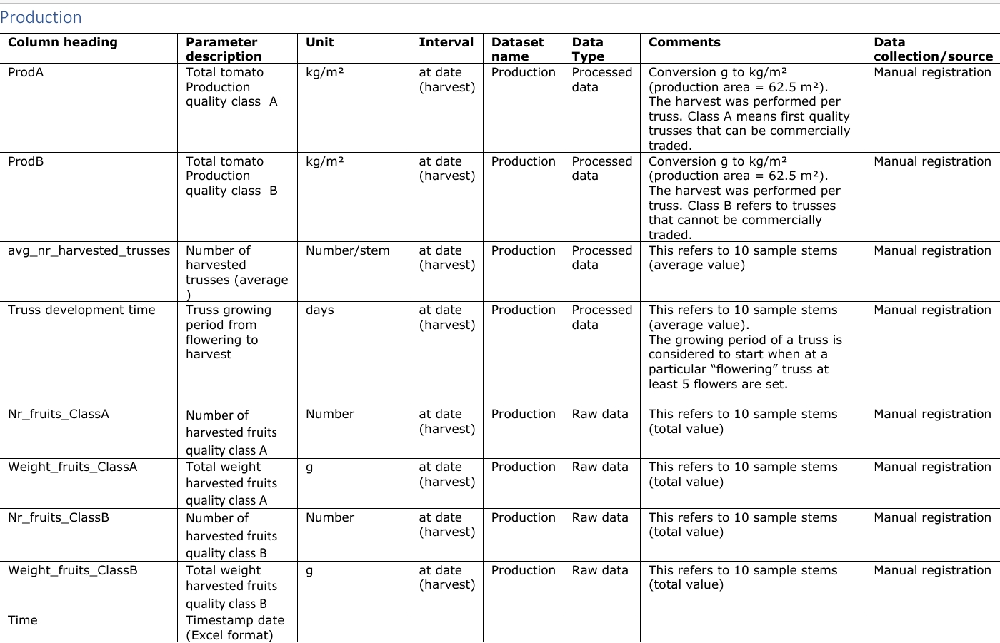 Production
Column heading
Parameter
description
Unit
Interval
Dataset
name
Data
Type
Comments
Data
collection/source
ProdA
Total tomato
Production
quality class  A
kg/m²
at date
(harvest)
Production
Processed
data
Conversion g to kg/m²
(production area = 62.5 m²).
The harvest was performed per
truss. Class A means first quality
trusses that can be commercially
traded.
Manual registration
ProdB
Total tomato
Production
quality class  B
kg/m²
at date
(harvest)
Production
Processed
data
Conversion g to kg/m²
(production area = 62.5 m²).
The harvest was performed per
truss. Class B refers to trusses
that cannot be commercially
traded.
Manual registration
avg_nr_harvested_trusses
Number of
harvested
trusses (average
)
Number/stem
at date
(harvest)
Production
Processed
data
This refers to 10 sample stems
(average value)
Manual registration
Truss development time
Truss growing
period from
flowering to
harvest
days
at date
(harvest)
Production
Processed
data
This refers to 10 sample stems
(average value).
The growing period of a truss is
considered to start when at a
particular “flowering” truss at
least 5 flowers are set.
Manual registration
Nr_fruits_ClassA
Number of
harvested fruits
quality class A
Number
at date
(harvest)
Production
Raw data
This refers to 10 sample stems
(total value)
Manual registration
Weight_fruits_ClassA
Total weight
harvested fruits
quality class A
g
at date
(harvest)
Production
Raw data
This refers to 10 sample stems
(total value)
Manual registration
Nr_fruits_ClassB
Number of
harvested fruits
quality class B
Number
at date
(harvest)
Production
Raw data
This refers to 10 sample stems
(total value)
Manual registration
Weight_fruits_ClassB
Total weight
harvested fruits
quality class B
g
at date
(harvest)
Production
Raw data
This refers to 10 sample stems
(total value)
Manual registration
Time
Timestamp date
(Excel format)